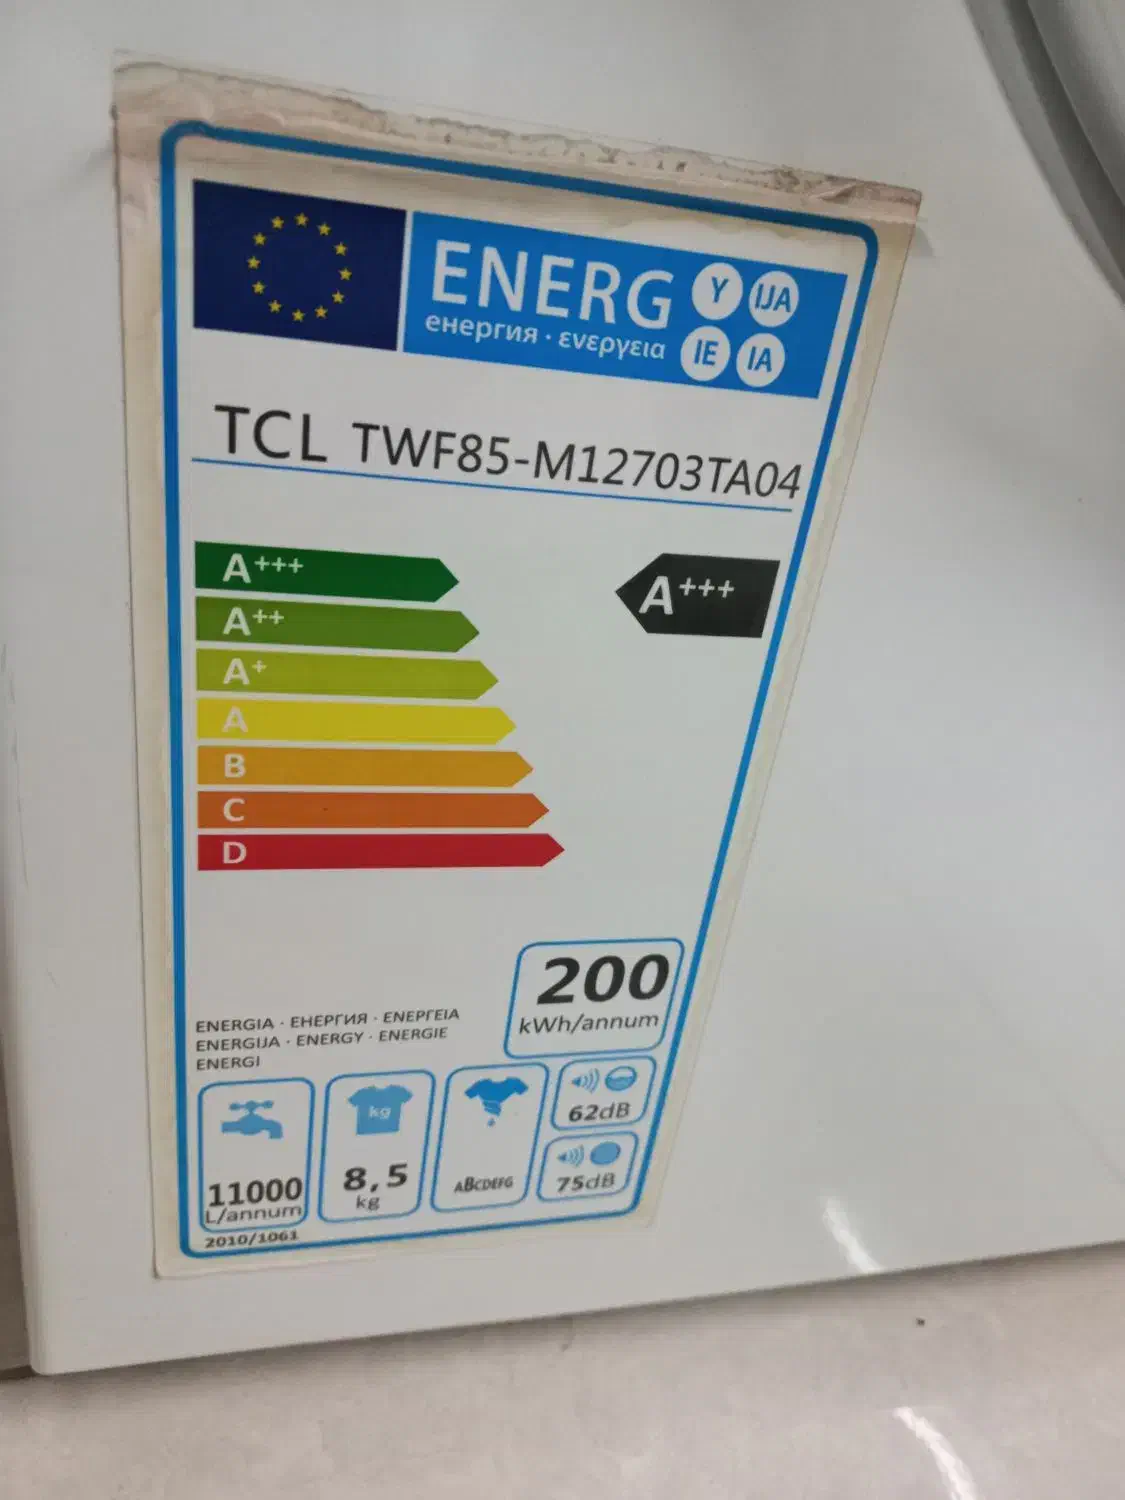 ENERG Y IJA
енергия · ενεργεια IE IA
TCL TWF85-M12703TA04
A+++
A+++
A++
A+
A
B
C
D
200
kWh/annum
ENERGIA · ЕНЕРГИЯ · ΕΝΕΡΓΕΙΑ
ENERGIJA · ENERGY · ENERGIE
ENERGI
11000
L/annum
kg
8,5
kg
ABCDEFG
62dB
75dB
2010/1061